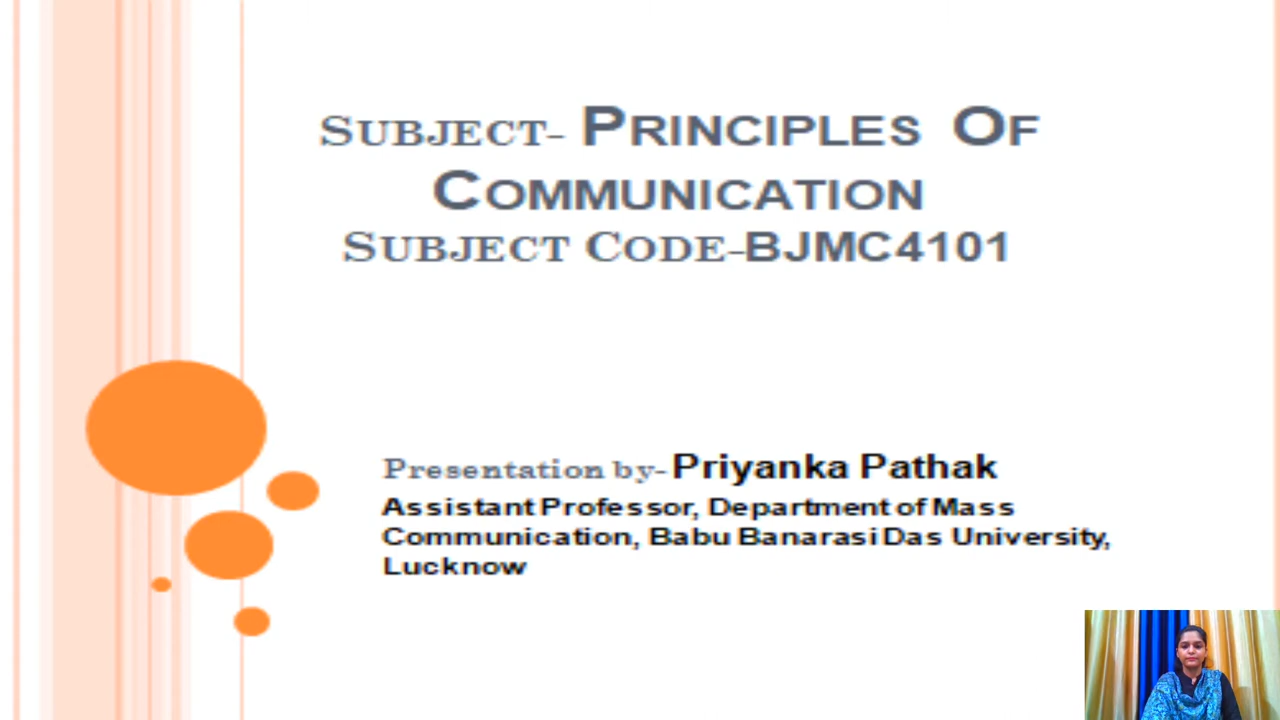 SUBJECT- PRINCIPLES OF
COMMUNICATION
SUBJECT CODE-BJMC4101
Presentation by- Priyanka Pathak
Assistant Professor, Department of Mass
Communication, Babu Banarasi Das University,
Lucknow